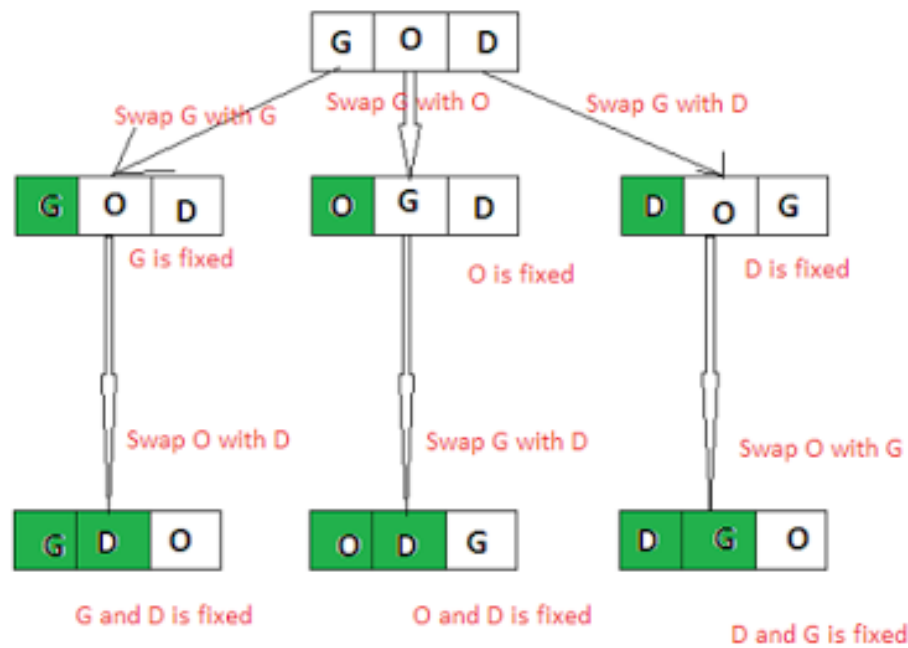 G O D
Swap G with G
Swap G with O
Swap G with D
G O D
O G D
D O G
G is fixed
O is fixed
D is fixed
Swap O with D
Swap G with D
Swap O with G
G D O
O D G
D G O
G and D is fixed
O and D is fixed
D and G is fixed